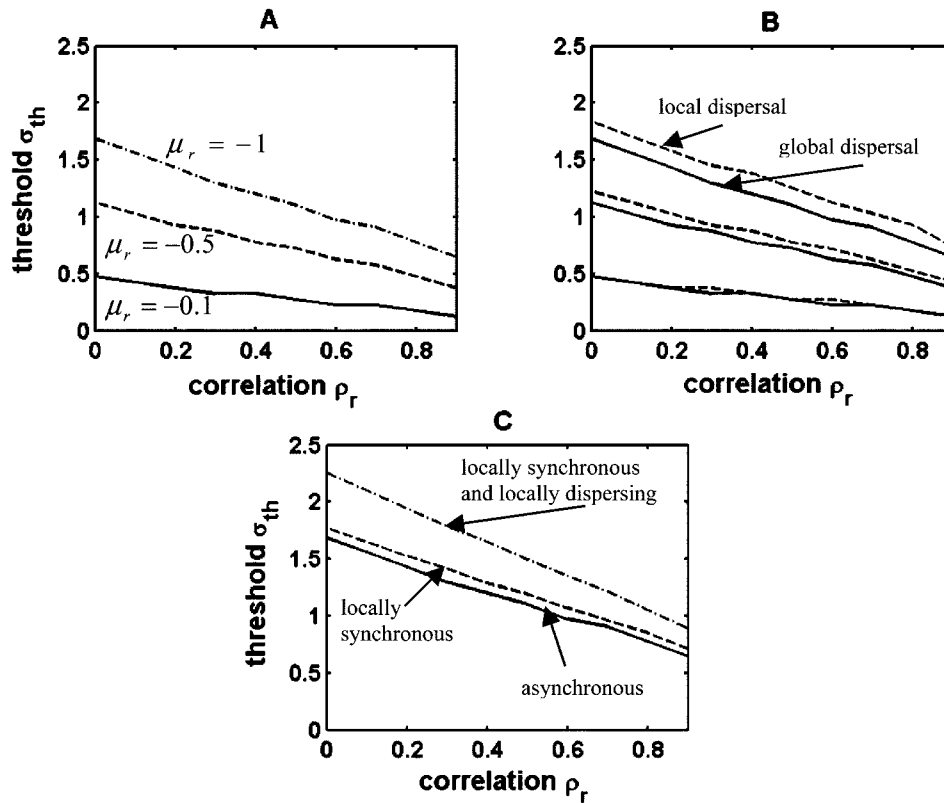 A
threshold σth
2.5
2
1.5
1
0.5
0
μr = −1
μr = −0.5
μr = −0.1
0 0.2 0.4 0.6 0.8
correlation ρr
B
2.5
2
1.5
1
0.5
0
local dispersal
global dispersal
0 0.2 0.4 0.6 0.8
correlation ρr
C
threshold σth
2.5
2
1.5
1
0.5
0
locally synchronous
and locally dispersing
locally
synchronous
asynchronous
0 0.2 0.4 0.6 0.8
correlation ρr